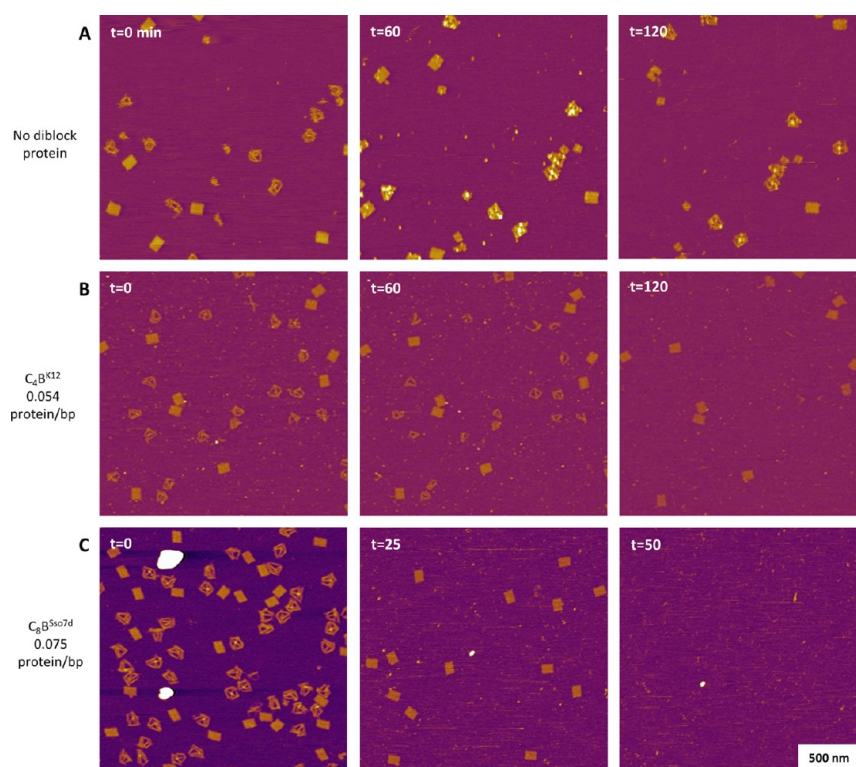 A
t=0 min
t=60
t=120
No diblock
protein
B
t=0
t=60
t=120
C₄Bᴷ¹²
0.054
protein/bp
C
t=0
t=25
t=50
C₈Bˢˢᵒ⁷ᵈ
0.075
protein/bp
500 nm